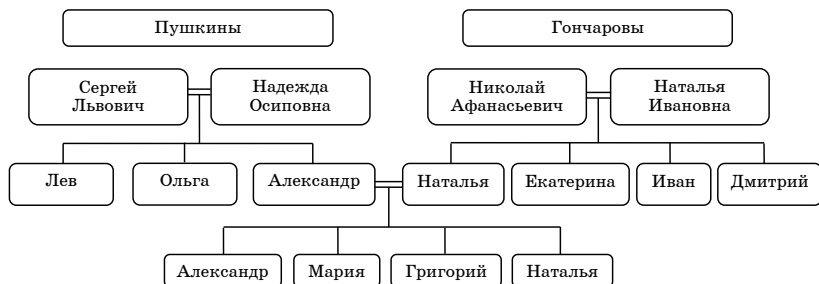 Пушкины
Гончаровы
Сергей
Львович
Надежда
Осиповна
Николай
Афанасьевич
Наталья
Ивановна
Лев
Ольга
Александр
Наталья
Екатерина
Иван
Дмитрий
Александр
Мария
Григорий
Наталья